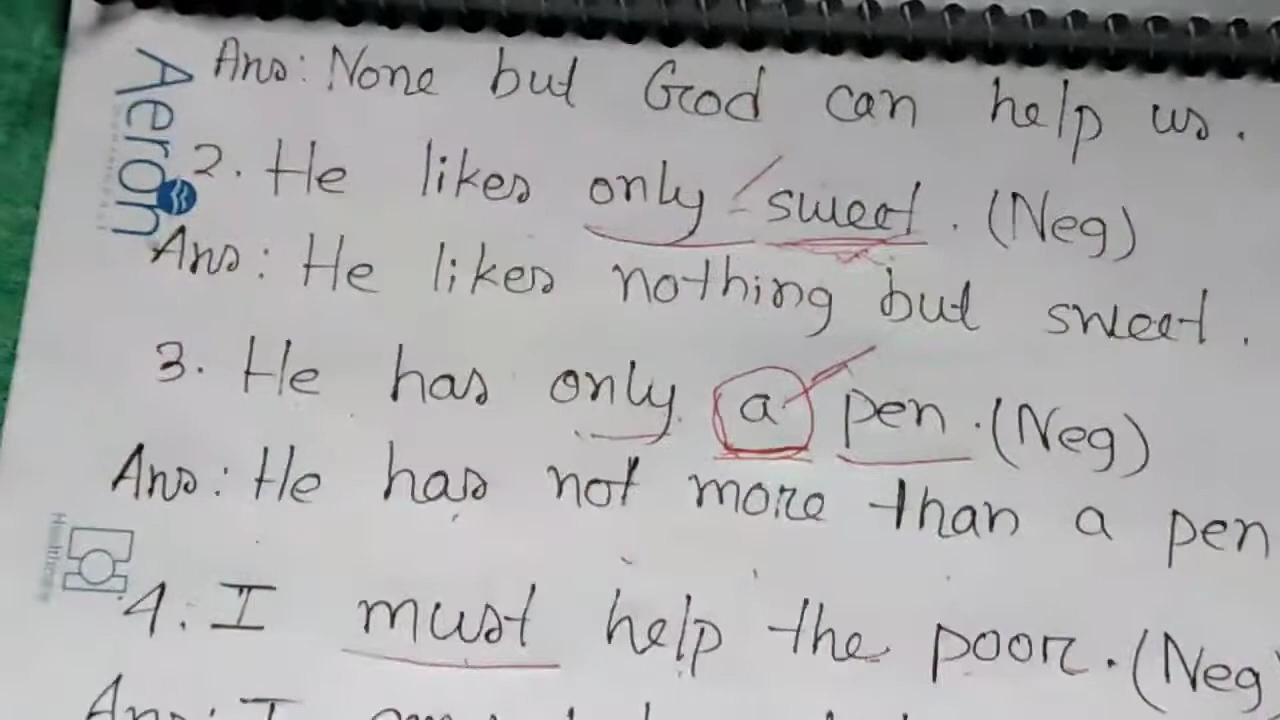 Ans: None but God can help us.
Aeron
2. He likes only sweet. (Neg)
Ans: He likes nothing but sweet.
3. He has only a pen. (Neg)
Ans: He has not more than a pen
Healthcare
4. I must help the poor. (Neg)
Ans: I